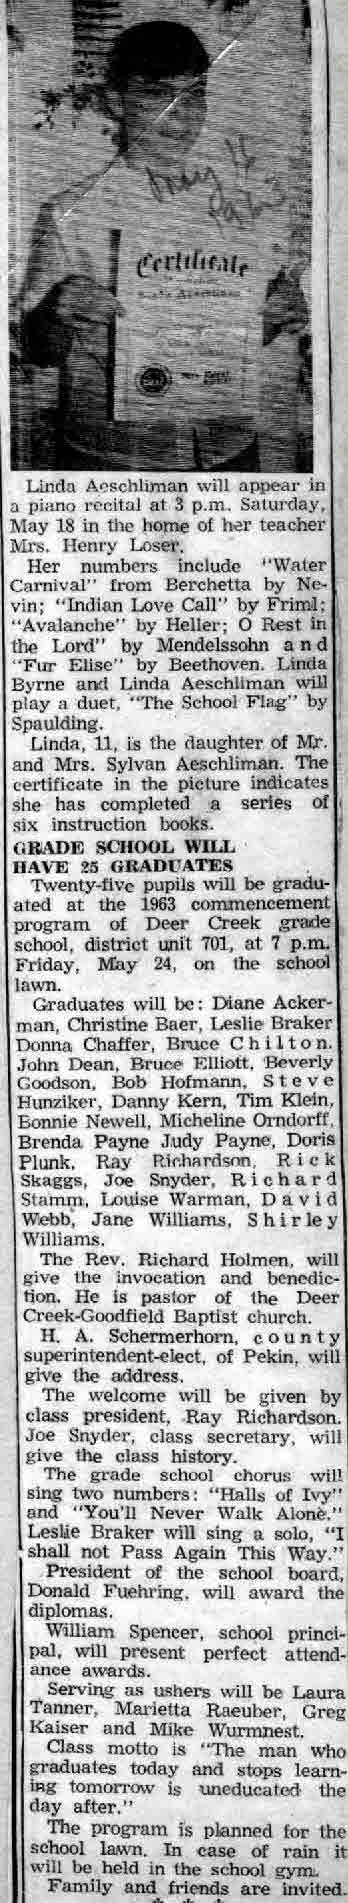 May 16
1963
Certificate
Linda Aeschliman
Linda Aeschliman will appear in
a piano recital at 3 p.m. Saturday,
May 18 in the home of her teacher
Mrs. Henry Loser.
Her numbers include "Water
Carnival" from Berchetta by Ne-
vin; "Indian Love Call" by Friml;
"Avalanche" by Heller; O Rest in
the Lord" by Mendelssohn and
"Fur Elise" by Beethoven. Linda
Byrne and Linda Aeschliman will
play a duet, "The School Flag" by
Spaulding.
Linda, 11, is the daughter of Mr.
and Mrs. Sylvan Aeschliman. The
certificate in the picture indicates
she has completed a series of
six instruction books.
GRADE SCHOOL WILL
HAVE 25 GRADUATES
Twenty-five pupils will be gradu-
ated at the 1963 commencement
program of Deer Creek grade
school, district unit 701, at 7 p.m.
Friday, May 24, on the school
lawn.
Graduates will be: Diane Acker-
man, Christine Baer, Leslie Braker
Donna Chaffer, Bruce Chilton.
John Dean, Bruce Elliott, Beverly
Goodson, Bob Hofmann, Steve
Hunziker, Danny Kern, Tim Klein,
Bonnie Newell, Micheline Orndorff,
Brenda Payne Judy Payne, Doris
Plunk, Ray Richardson, Rick
Skaggs, Joe Snyder, Richard
Stamm, Louise Warman, David
Webb, Jane Williams, Shirley
Williams.
The Rev. Richard Holmen, will
give the invocation and benedic-
tion. He is pastor of the Deer
Creek-Goodfield Baptist church.
H. A. Schermerhorn, county
superintendent-elect, of Pekin, will
give the address.
The welcome will be given by
class president, Ray Richardson.
Joe Snyder, class secretary, will
give the class history.
The grade school chorus will
sing two numbers: "Halls of Ivy"
and "You'll Never Walk Alone."
Leslie Braker will sing a solo, "I
shall not Pass Again This Way."
President of the school board,
Donald Fuehring, will award the
diplomas.
William Spencer, school princi-
pal, will present perfect attend-
ance awards.
Serving as ushers will be Laura
Tanner, Marietta Raeuber, Greg
Kaiser and Mike Wurmnest.
Class motto is "The man who
graduates today and stops learn-
ing tomorrow is uneducated the
day after."
The program is planned for the
school lawn. In case of rain it
will be held in the school gym.
Family and friends are invited.
* * *